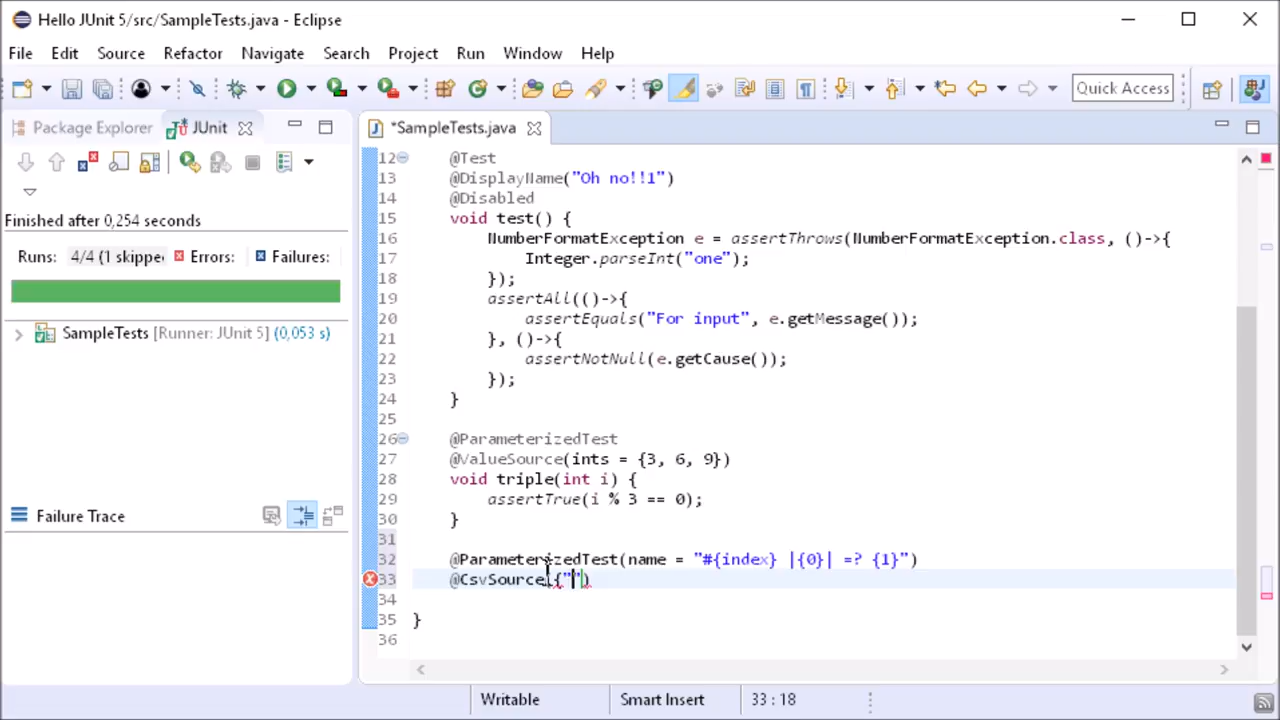 Hello JUnit 5/src/SampleTests.java - Eclipse
File Edit Source Refactor Navigate Search Project Run Window Help
Quick Access
Package Explorer JUnit
*SampleTests.java
Finished after 0,254 seconds
Runs: 4/4 (1 skippe Errors: Failures:
SampleTests [Runner: JUnit 5] (0,053 s)
Failure Trace
12 @Test
13 @DisplayName("Oh no!!1")
14 @Disabled
15 void test() {
16 NumberFormatException e = assertThrows(NumberFormatException.class, ()->{
17 Integer.parseInt("one");
18 });
19 assertAll(()->{
20 assertEquals("For input", e.getMessage());
21 }, ()->{
22 assertNotNull(e.getCause());
23 });
24 }
25
26 @ParameterizedTest
27 @ValueSource(ints = {3, 6, 9})
28 void triple(int i) {
29 assertTrue(i % 3 == 0);
30 }
31
32 @ParameterizedTest(name = "#{index} |{0}| =? {1}")
33 @CsvSource({"")
34
35 }
36
Writable Smart Insert 33 : 18